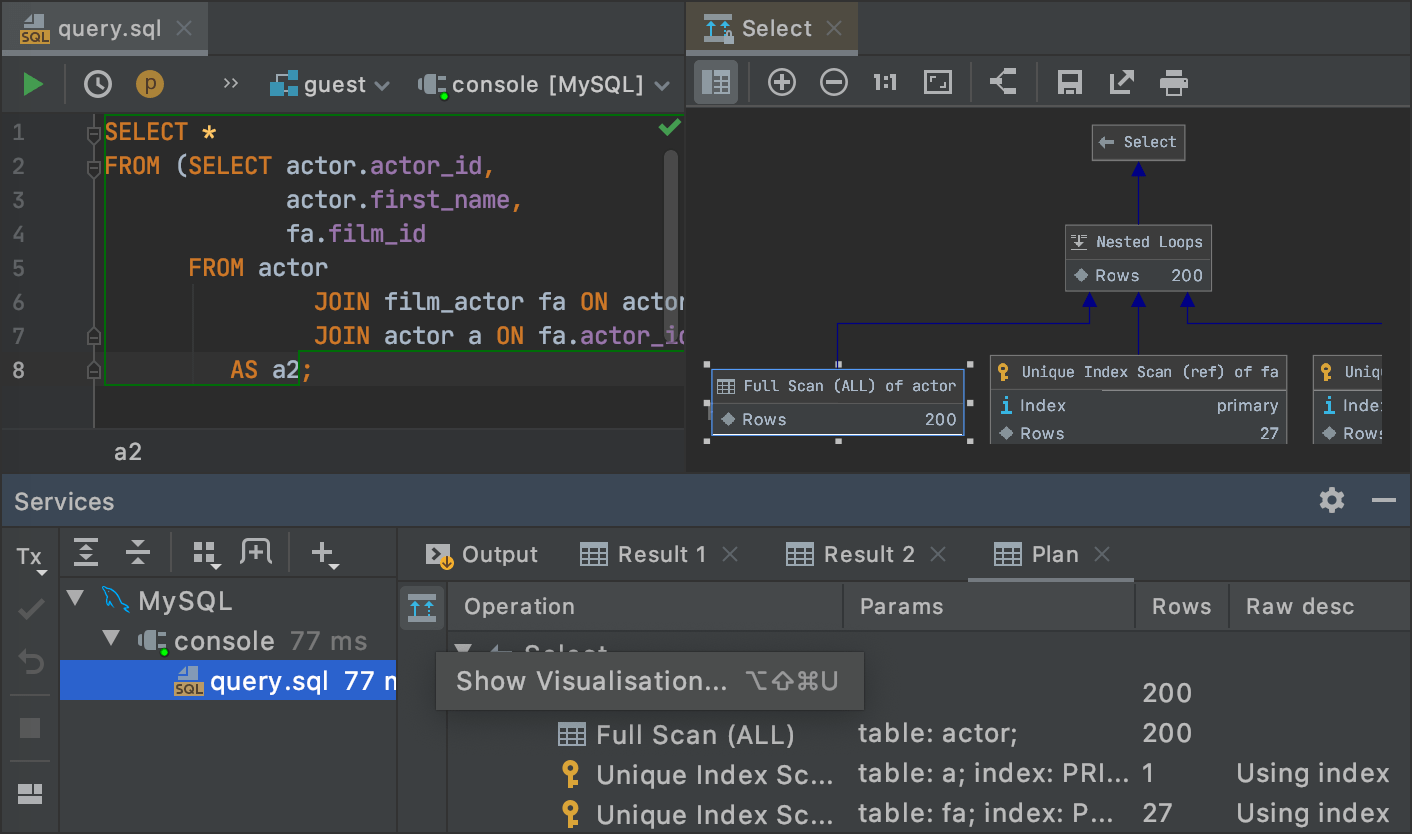 query.sql
Select
guest
console [MySQL]
1 SELECT *
2 FROM (SELECT actor.actor_id,
3 actor.first_name,
4 fa.film_id
5 FROM actor
6 JOIN film_actor fa ON actor
7 JOIN actor a ON fa.actor_id
8 AS a2;
a2
1:1
Select
Nested Loops
Rows 200
Full Scan (ALL) of actor
Rows 200
Unique Index Scan (ref) of fa
Index primary
Rows 27
Uniq
Inde
Rows
Services
Tx
MySQL
console 77 ms
SQL query.sql 77 m
Output
Result 1
Result 2
Plan
Operation Params Rows Raw desc
Select
Show Visualisation... ⌥⇧⌘U
200
Full Scan (ALL) table: actor; 200
Unique Index Sc... table: a; index: PRI... 1 Using index
Unique Index Sc... table: fa; index: P... 27 Using index